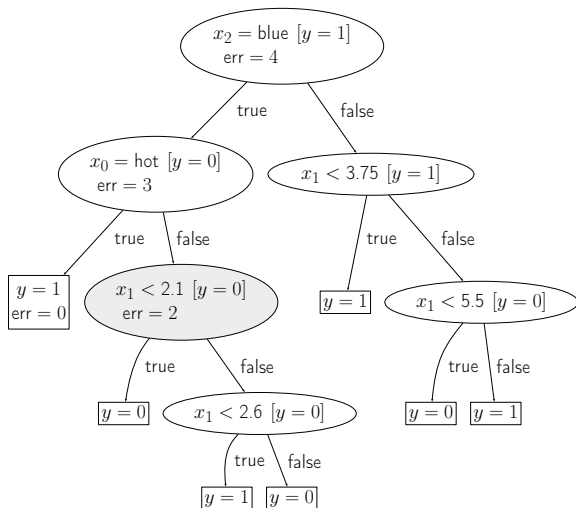 x₂ = blue [y = 1]
err = 4
true
false
x₀ = hot [y = 0]
err = 3
x₁ < 3.75 [y = 1]
true
false
true
false
y = 1
err = 0
x₁ < 2.1 [y = 0]
err = 2
y = 1
x₁ < 5.5 [y = 0]
true
false
true
false
y = 0
x₁ < 2.6 [y = 0]
y = 0
y = 1
true
false
y = 1
y = 0